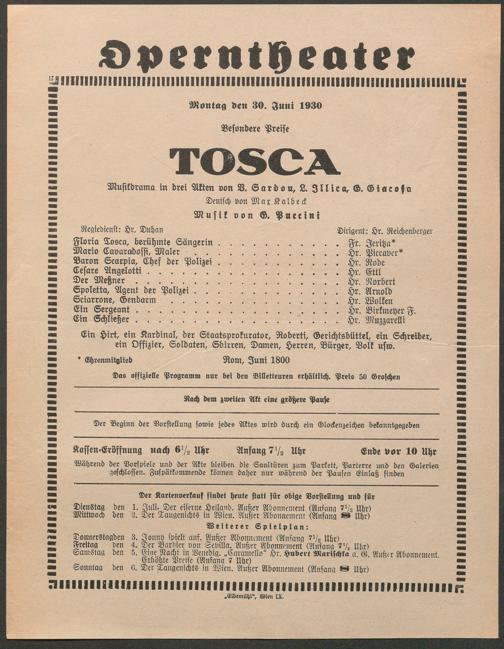 Operntheater
Montag den 30. Juni 1930
Besondere Preise
TOSCA
Musikdrama in drei Akten von V. Sardou, L. Illica, G. Giacosa
Deutsch von Max Kalbeck
Musik von G. Puccini
Regiedienst: Hr. Duhan Dirigent: Hr. Reichenberger
Floria Tosca, berühmte Sängerin . . . . . . . . . . Fr. Jeritza*
Mario Cavaradossi, Maler . . . . . . . . . . Hr. Piccaver*
Baron Scarpia, Chef der Polizei . . . . . . . . . . Hr. Rode
Cesare Angelotti . . . . . . . . . . Hr. Ettl
Der Meßner . . . . . . . . . . Hr. Norbert
Spoletta, Agent der Polizei . . . . . . . . . . Hr. Arnold
Sciarrone, Gendarm . . . . . . . . . . Hr. Wolken
Ein Sergeant . . . . . . . . . . Hr. Birkmeyer F.
Ein Schließer . . . . . . . . . . Hr. Muzzarelli
Ein Hirt, ein Kardinal, der Staatsprokurator, Roberti, Gerichtsbüttel, ein Schreiber,
ein Offizier, Soldaten, Sbirren, Damen, Herren, Bürger, Volk usw.
* Ehrenmitglied Rom, Juni 1800
Das offizielle Programm nur bei den Billetteuren erhältlich. Preis 50 Groschen
Nach dem zweiten Akt eine größere Pause
Der Beginn der Vorstellung sowie jedes Aktes wird durch ein Glockenzeichen bekanntgegeben
Kassen-Eröffnung nach 6½ Uhr Anfang 7½ Uhr Ende vor 10 Uhr
Während der Vorspiele und der Akte bleiben die Saaltüren zum Parkett, Parterre und den Galerien
geschlossen. Zuspätkommende können daher nur während der Pausen Einlaß finden
Der Kartenverkauf findet heute statt für obige Vorstellung und für
Dienstag den 1. Juli. Der eiserne Heiland. Außer Abonnement (Anfang 7½ Uhr)
Mittwoch den 2. Der Taugenichts in Wien. Außer Abonnement (Anfang Uhr)
Weiterer Spielplan:
Donnerstag den 3. Jonny spielt auf. Außer Abonnement (Anfang 7½ Uhr)
Freitag den 4. Der Barbier von Sevilla. Außer Abonnement (Anfang Uhr)
Samstag den 5. Eine Nacht in Venedig. „Caramello" Hr. Hubert Marischka a. G. Außer Abonnement.
Erhöhte Preise (Anfang 7 Uhr)
Sonntag den 6. Der Taugenichts in Wien. Außer Abonnement (Anfang Uhr)
„Elbemühl", Wien IX.